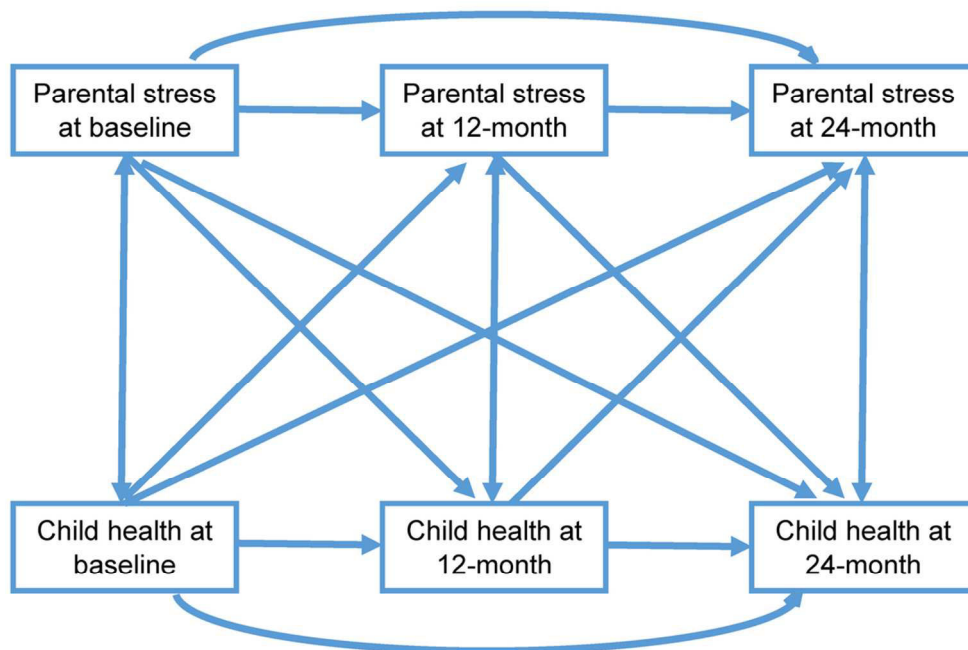 Parental stress
at baseline
Parental stress
at 12-month
Parental stress
at 24-month
Child health at
baseline
Child health at
12-month
Child health at
24-month